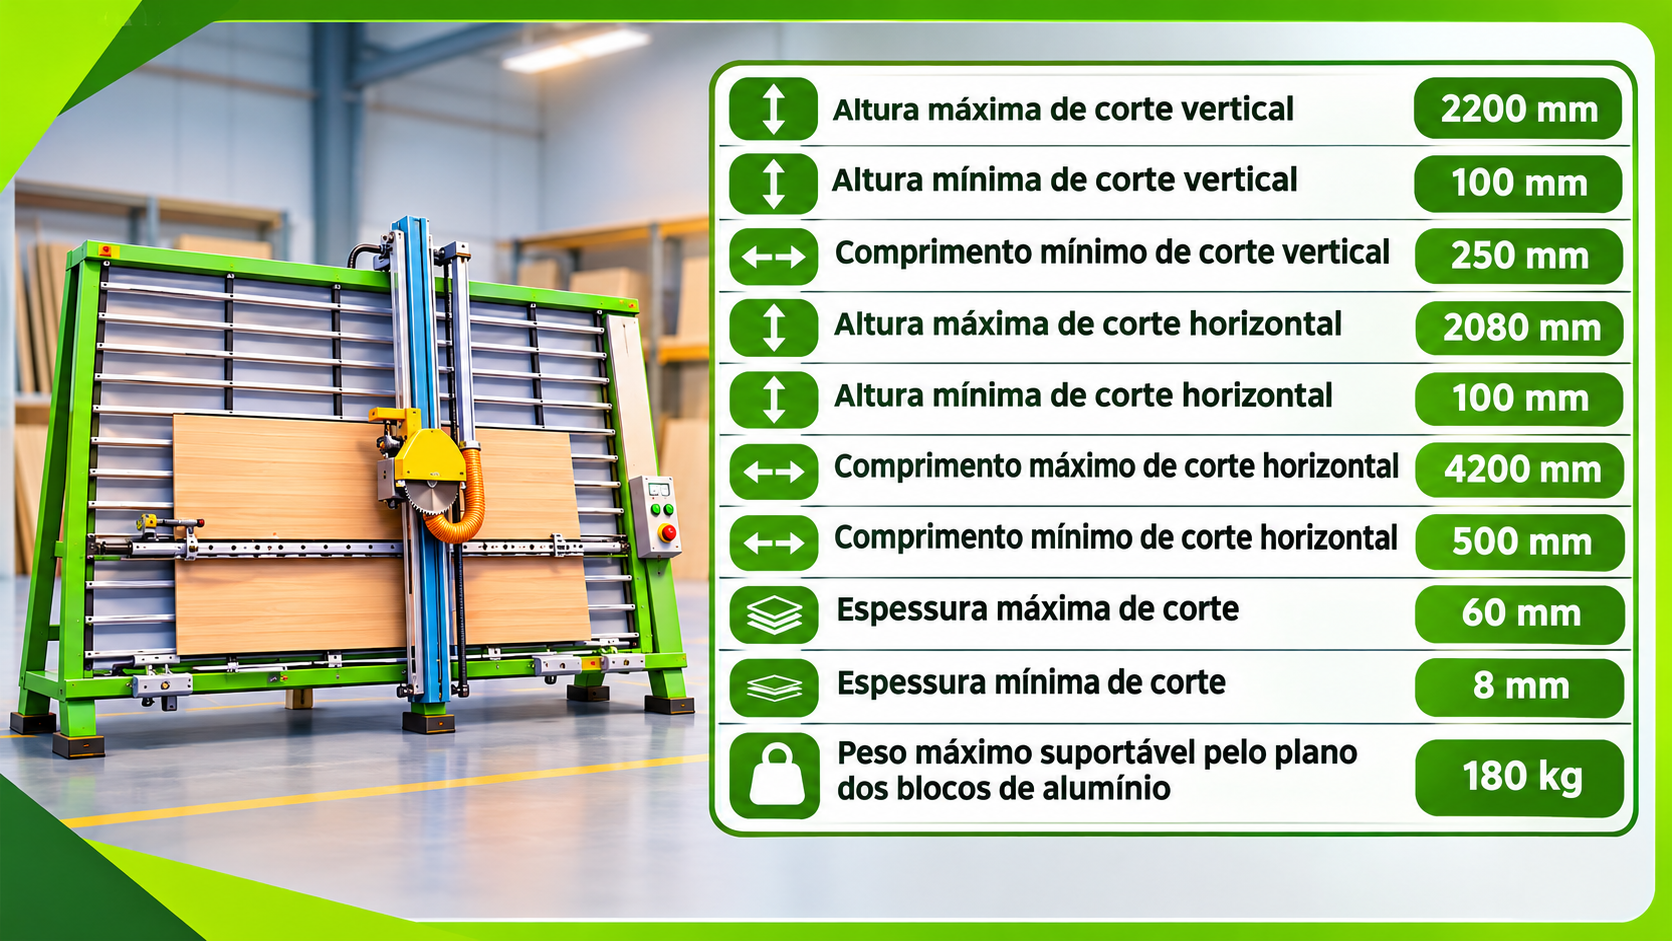 Altura máxima de corte vertical 2200 mm
Altura mínima de corte vertical 100 mm
Comprimento mínimo de corte vertical 250 mm
Altura máxima de corte horizontal 2080 mm
Altura mínima de corte horizontal 100 mm
Comprimento máximo de corte horizontal 4200 mm
Comprimento mínimo de corte horizontal 500 mm
Espessura máxima de corte 60 mm
Espessura mínima de corte 8 mm
Peso máximo suportável pelo plano
dos blocos de alumínio 180 kg